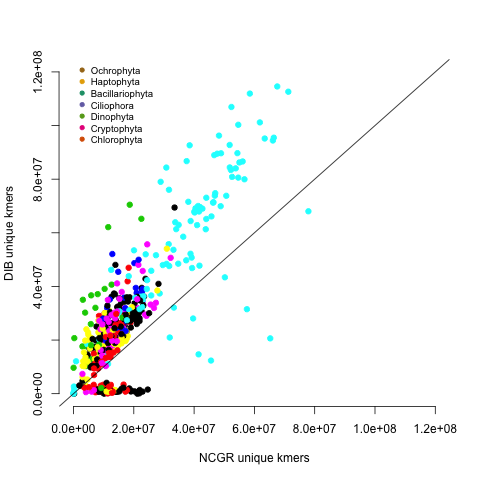 Ochrophyta
Haptophyta
Bacillariophyta
Ciliophora
Dinophyta
Cryptophyta
Chlorophyta
DIB unique kmers
1.2e+08
8.0e+07
4.0e+07
0.0e+00
0.0e+00 2.0e+07 4.0e+07 6.0e+07 8.0e+07 1.0e+08 1.2e+08
NCGR unique kmers